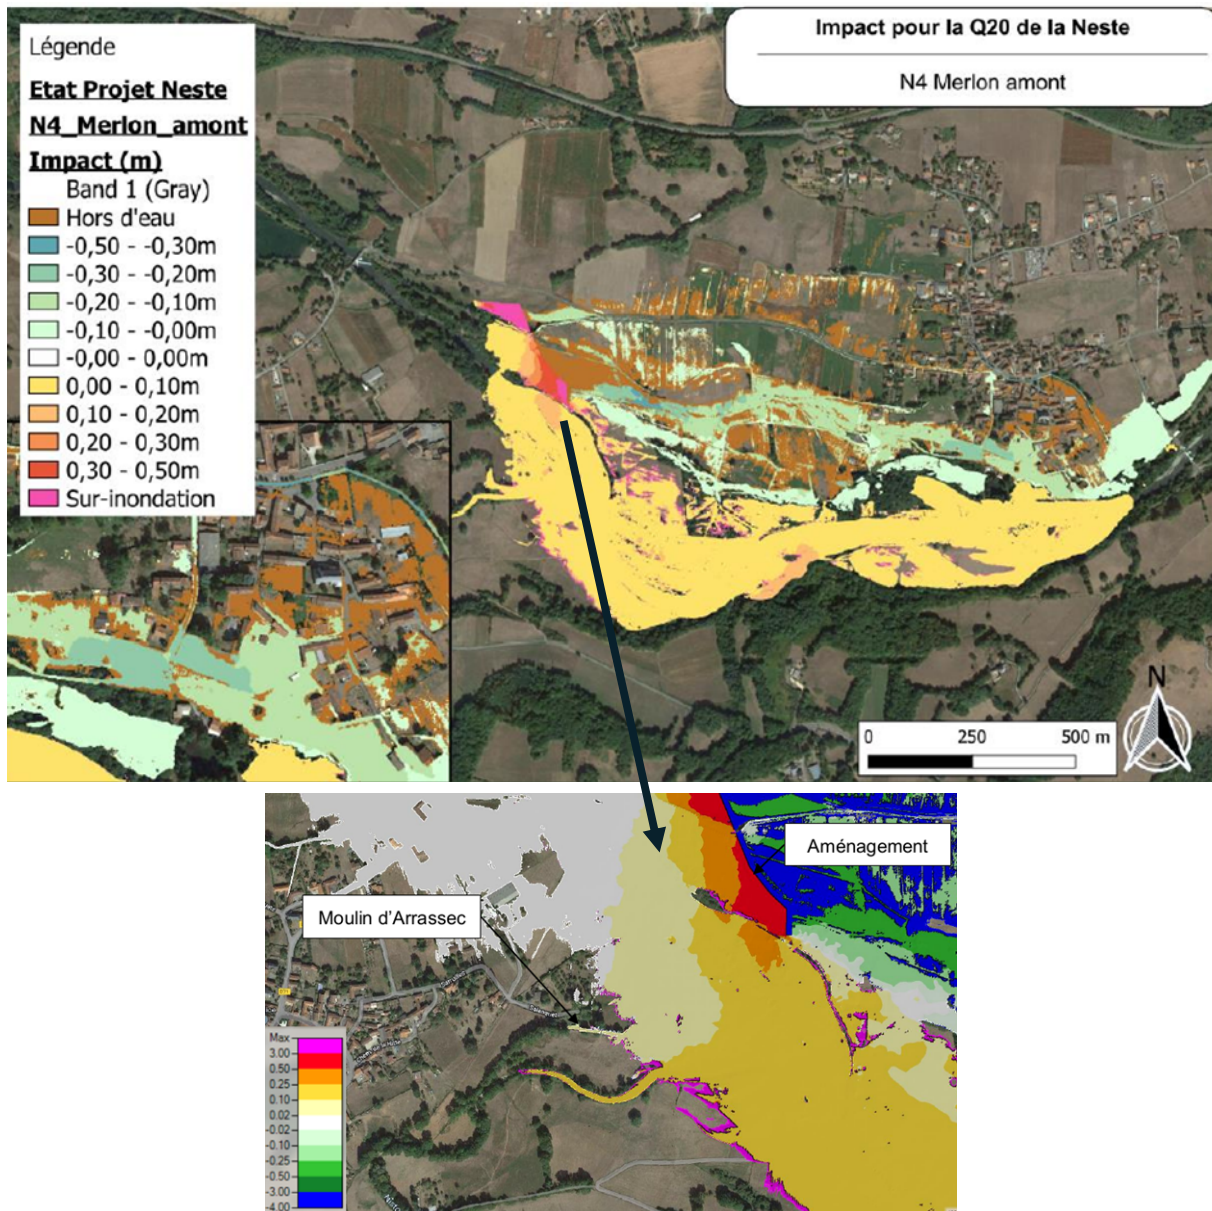 Légende
Etat Projet Neste
N4_Merlon_amont
Impact (m)
Band 1 (Gray)
Hors d'eau
-0,50 - -0,30m
-0,30 - -0,20m
-0,20 - -0,10m
-0,10 - -0,00m
-0,00 - 0,00m
0,00 - 0,10m
0,10 - 0,20m
0,20 - 0,30m
0,30 - 0,50m
Sur-inondation
Impact pour la Q20 de la Neste
N4 Merlon amont
N
0 250 500 m
Aménagement
Moulin d'Arrassec
Max
3.00
0.50
0.25
0.10
0.02
-0.02
-0.10
-0.25
-0.50
-3.00
-4.00